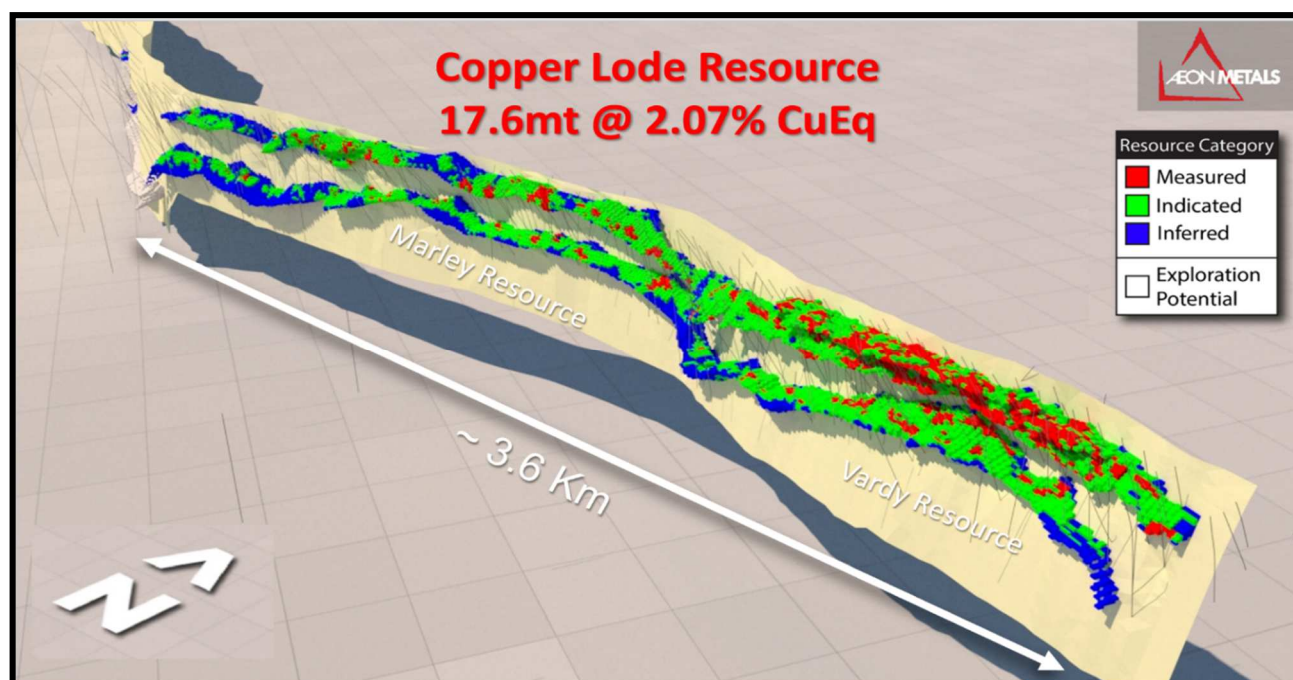 Copper Lode Resource
17.6mt @ 2.07% CuEq
ÆON METALS
Resource Category
Measured
Indicated
Inferred
Exploration
Potential
Marley Resource
~ 3.6 Km
Vardy Resource
N